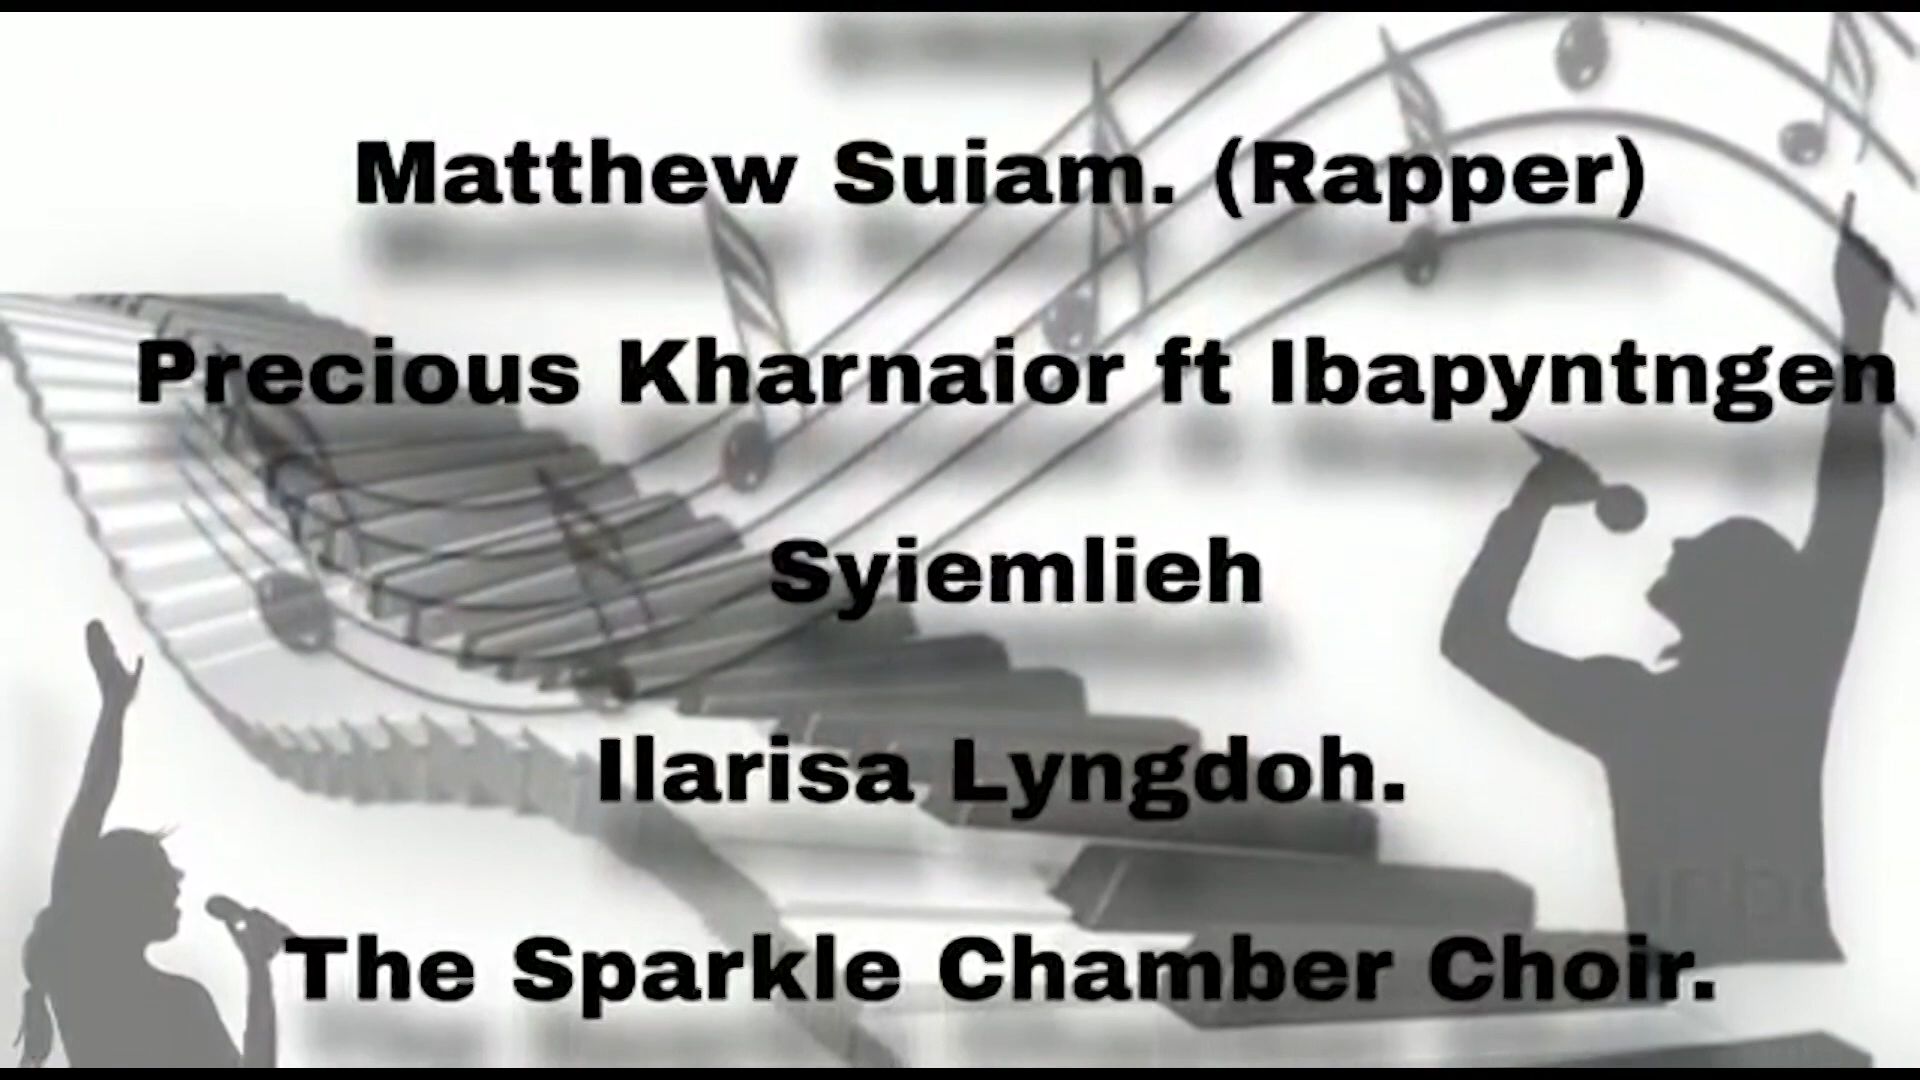 Matthew Suiam. (Rapper)
Precious Kharnaior ft Ibapyntngen
Syiemlieh
Ilarisa Lyngdoh.
The Sparkle Chamber Choir.